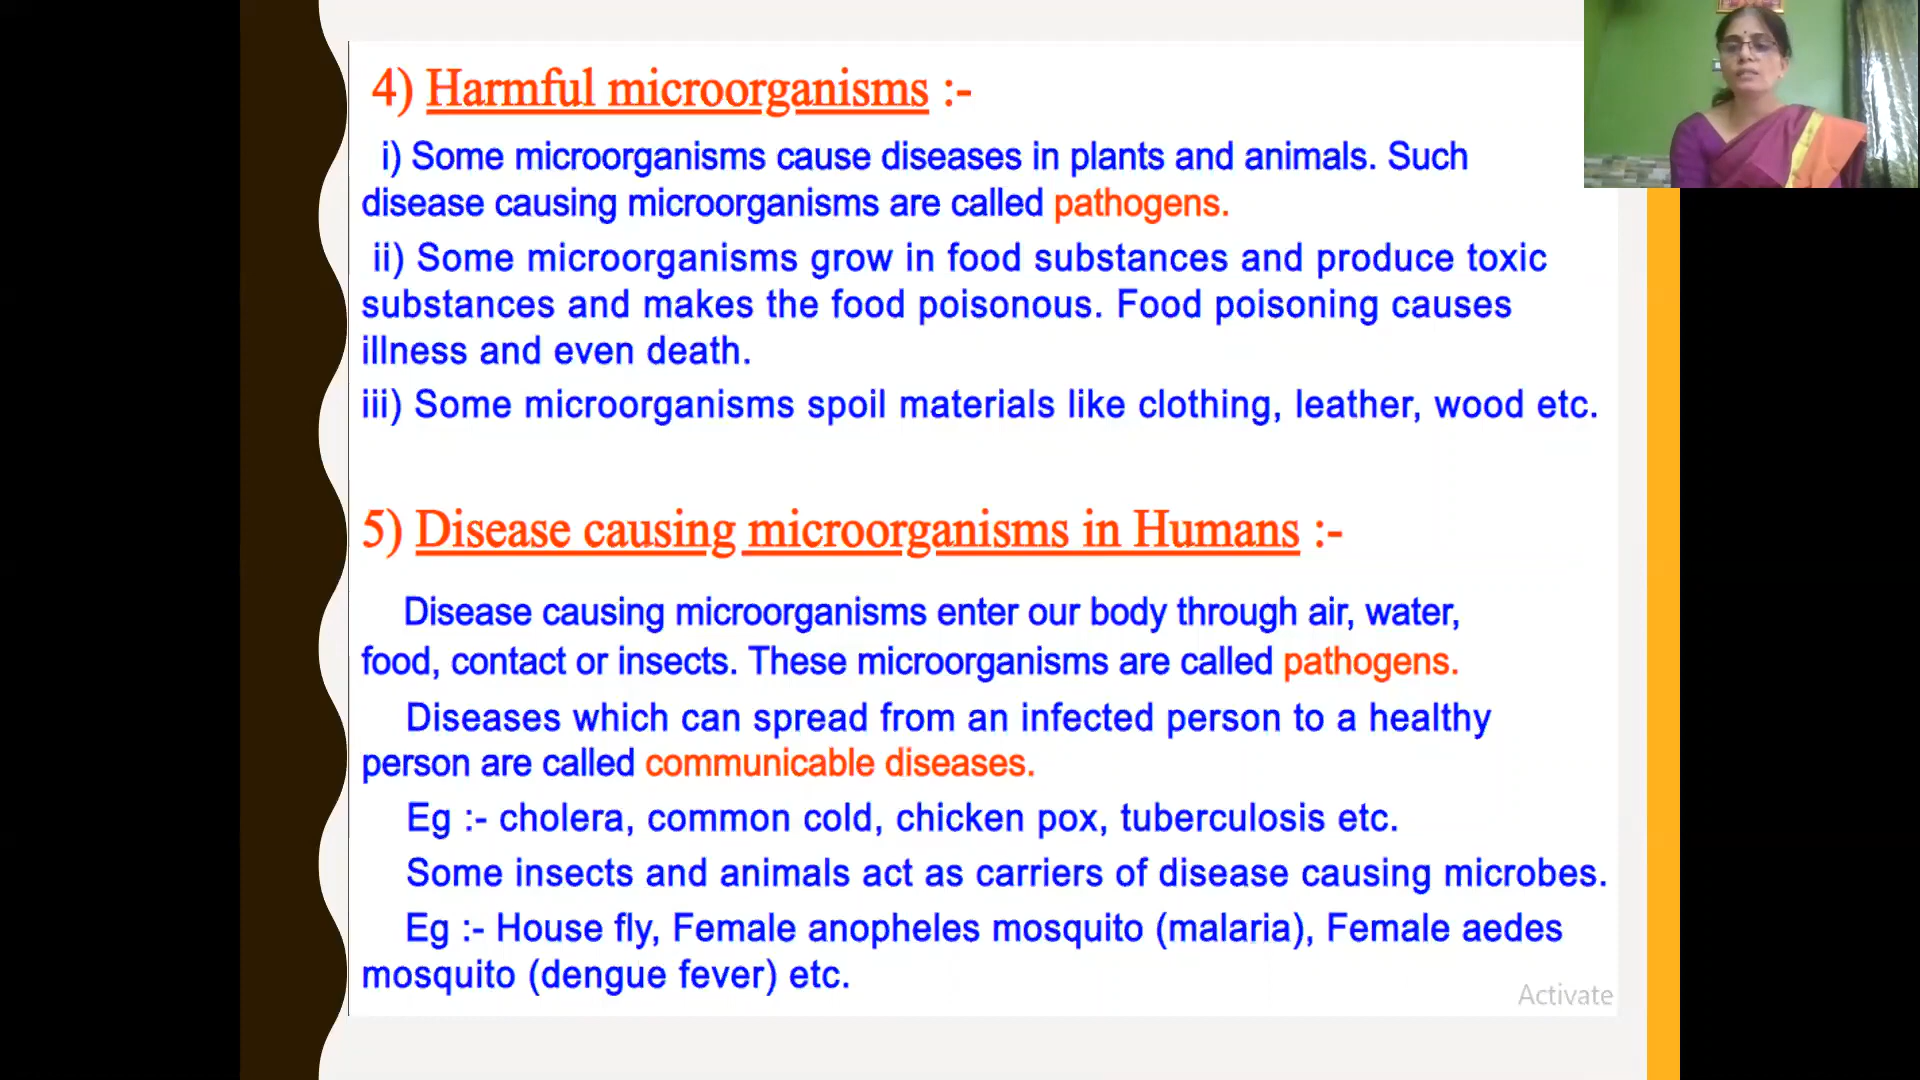 4) Harmful microorganisms :-
i) Some microorganisms cause diseases in plants and animals. Such
disease causing microorganisms are called pathogens.
ii) Some microorganisms grow in food substances and produce toxic
substances and makes the food poisonous. Food poisoning causes
illness and even death.
iii) Some microorganisms spoil materials like clothing, leather, wood etc.
5) Disease causing microorganisms in Humans :-
Disease causing microorganisms enter our body through air, water,
food, contact or insects. These microorganisms are called pathogens.
Diseases which can spread from an infected person to a healthy
person are called communicable diseases.
Eg :- cholera, common cold, chicken pox, tuberculosis etc.
Some insects and animals act as carriers of disease causing microbes.
Eg :- House fly, Female anopheles mosquito (malaria), Female aedes
mosquito (dengue fever) etc.
Activate